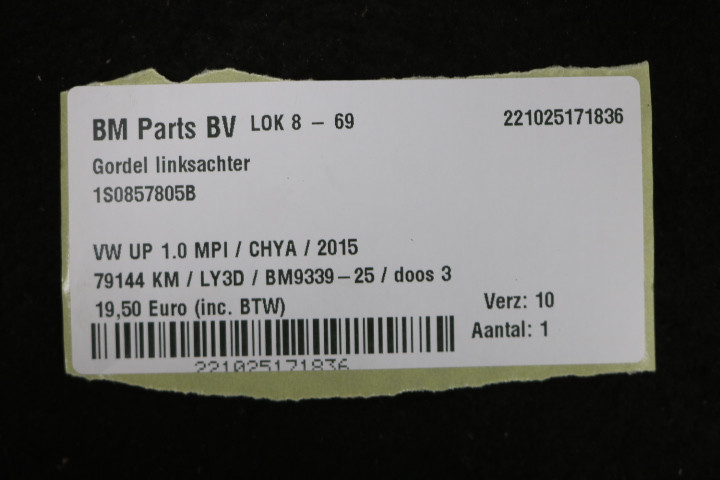 BM Parts BV LOK 8 – 69 221025171836
Gordel linksachter
1S0857805B
VW UP 1.0 MPI / CHYA / 2015
79144 KM / LY3D / BM9339–25 / doos 3
19,50 Euro (inc. BTW) Verz: 10
Aantal: 1
221025171836